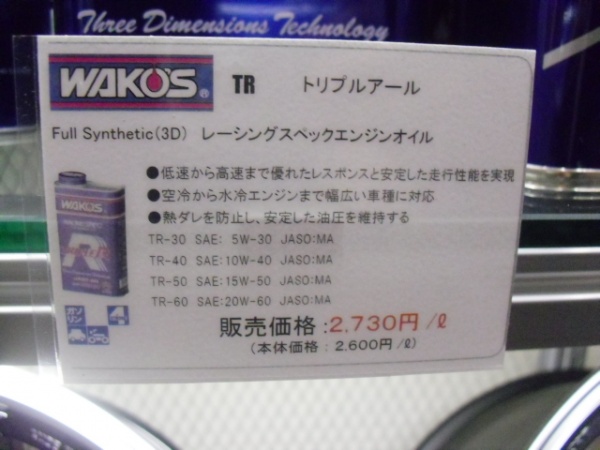 Three Dimensions Technology
WAKO'S® TR トリプルアール
Full Synthetic(3D) レーシングスペックエンジンオイル
●低速から高速まで優れたレスポンスと安定した走行性能を実現
●空冷から水冷エンジンまで幅広い車種に対応
●熱ダレを防止し、安定した油圧を維持する
WAKO'S
TR-30 SAE: 5W-30 JASO:MA
TR-40 SAE:10W-40 JASO:MA
TR-50 SAE:15W-50 JASO:MA
TR-60 SAE:20W-60 JASO:MA
ガソリン 4
販売価格:2.730円/ℓ
(本体価格:2.600円/ℓ)